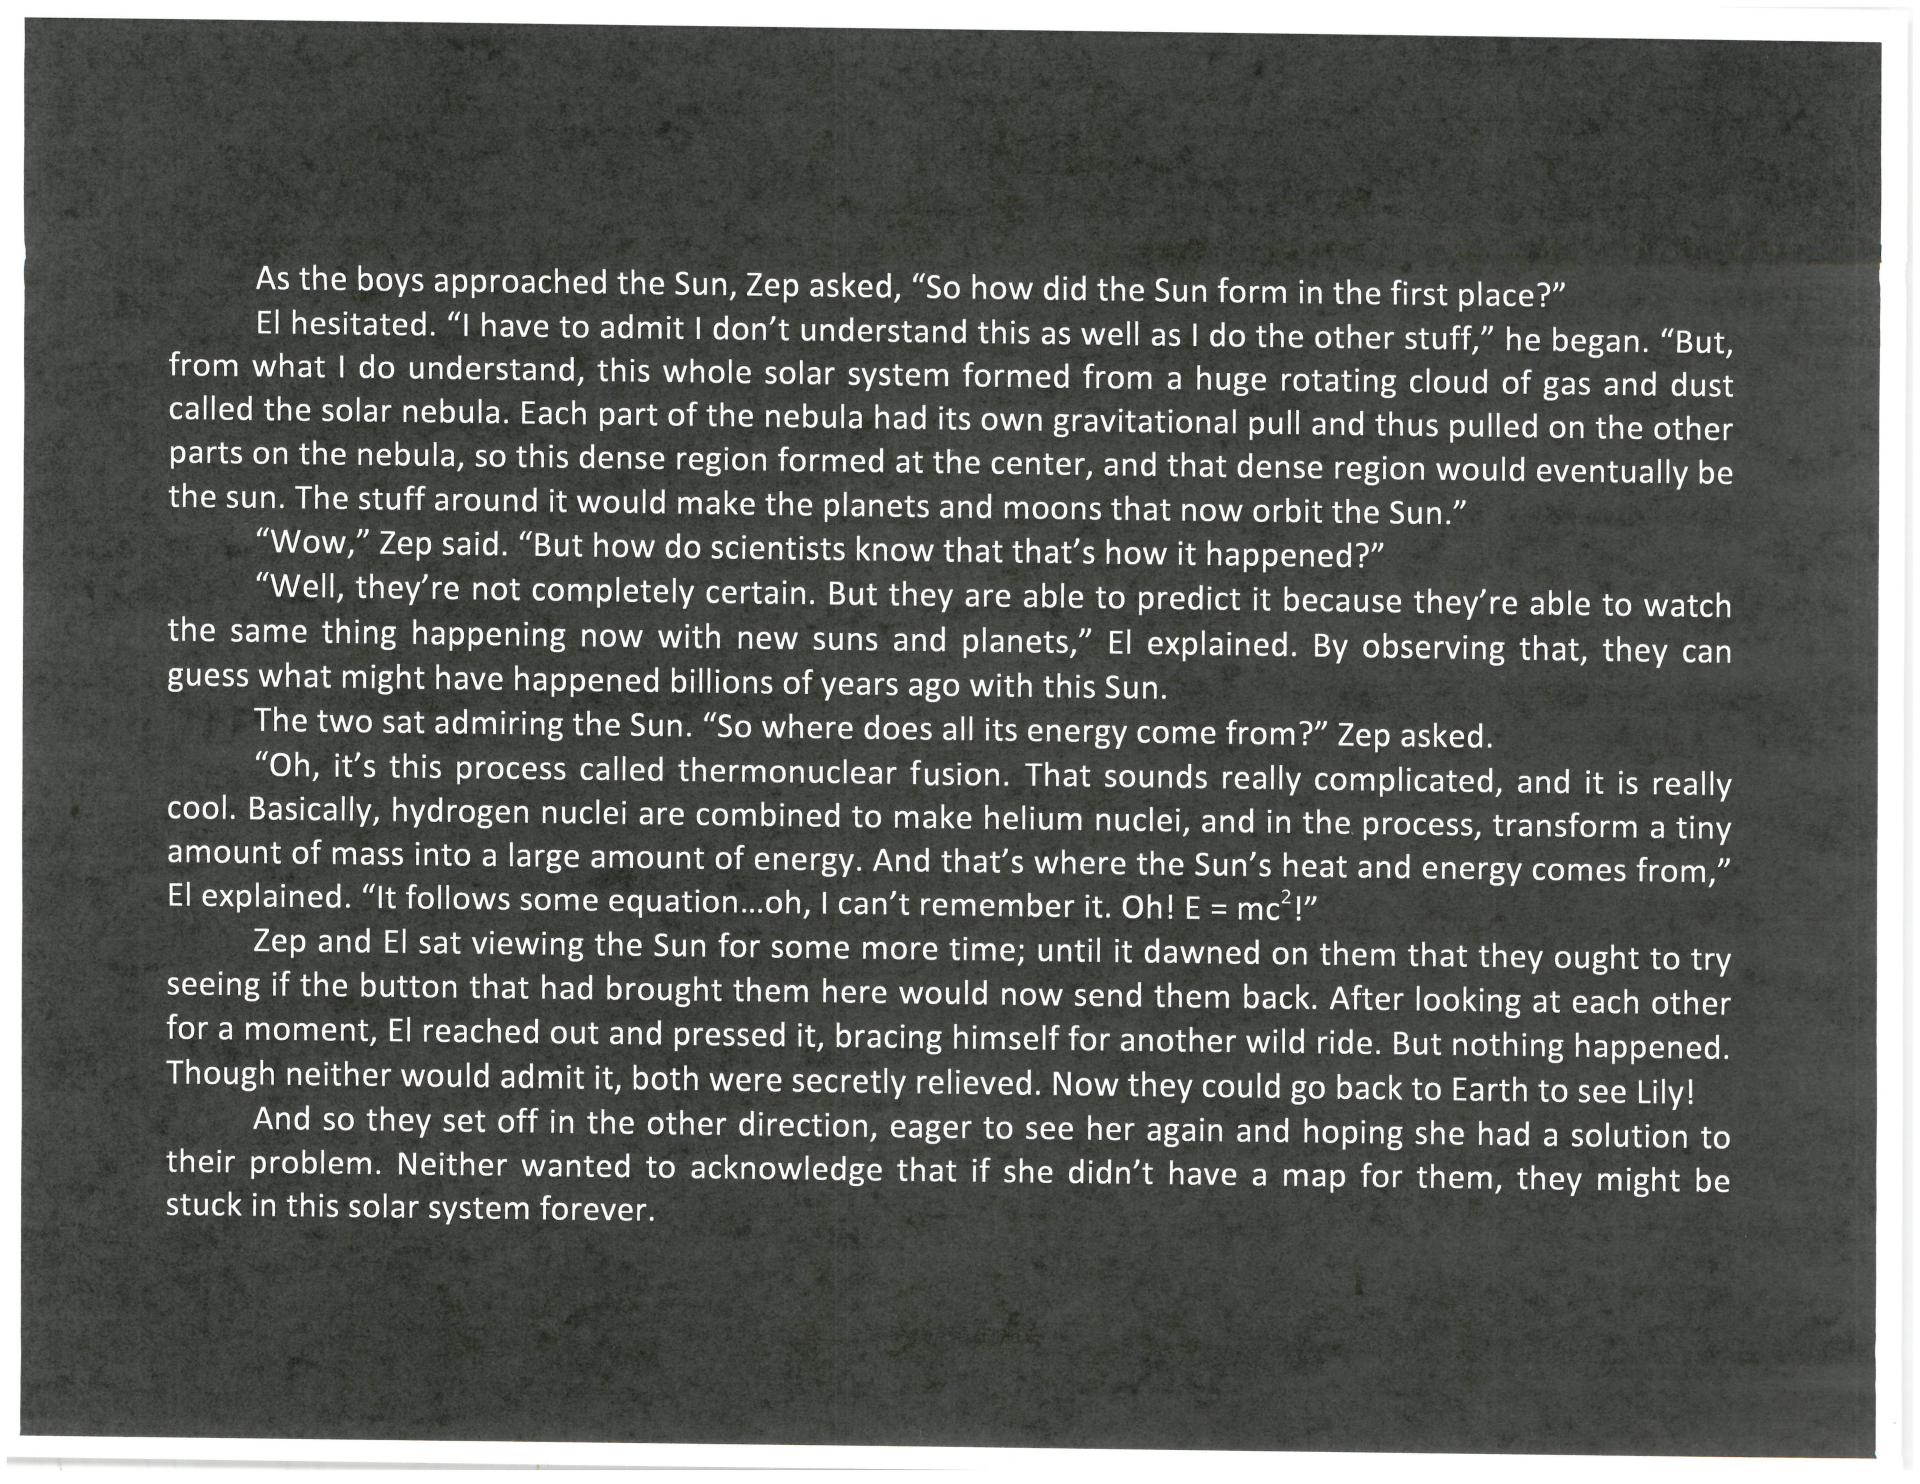 As the boys approached the Sun, Zep asked, “So how did the Sun form in the first place?”
El hesitated. “I have to admit I don’t understand this as well as I do the other stuff,” he began. “But,
from what I do understand, this whole solar system formed from a huge rotating cloud of gas and dust
called the solar nebula. Each part of the nebula had its own gravitational pull and thus pulled on the other
parts on the nebula, so this dense region formed at the center, and that dense region would eventually be
the sun. The stuff around it would make the planets and moons that now orbit the Sun.”
“Wow,” Zep said. “But how do scientists know that that’s how it happened?”
“Well, they’re not completely certain. But they are able to predict it because they’re able to watch
the same thing happening now with new suns and planets,” El explained. By observing that, they can
guess what might have happened billions of years ago with this Sun.
The two sat admiring the Sun. “So where does all its energy come from?” Zep asked.
“Oh, it’s this process called thermonuclear fusion. That sounds really complicated, and it is really
cool. Basically, hydrogen nuclei are combined to make helium nuclei, and in the process, transform a tiny
amount of mass into a large amount of energy. And that’s where the Sun’s heat and energy comes from,”
El explained. “It follows some equation...oh, I can’t remember it. Oh! E = mc²!”
Zep and El sat viewing the Sun for some more time; until it dawned on them that they ought to try
seeing if the button that had brought them here would now send them back. After looking at each other
for a moment, El reached out and pressed it, bracing himself for another wild ride. But nothing happened.
Though neither would admit it, both were secretly relieved. Now they could go back to Earth to see Lily!
And so they set off in the other direction, eager to see her again and hoping she had a solution to
their problem. Neither wanted to acknowledge that if she didn’t have a map for them, they might be
stuck in this solar system forever.